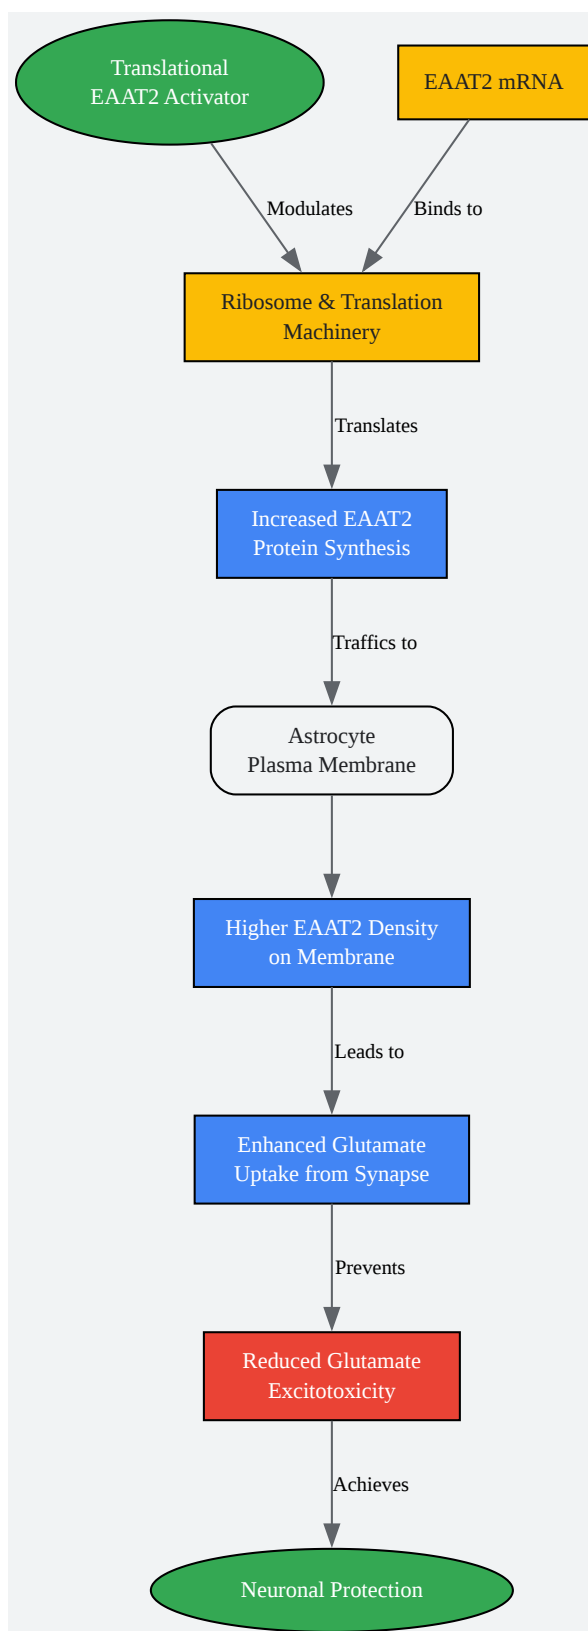 Translational
EAAT2 Activator
EAAT2 mRNA
Modulates
Binds to
Ribosome & Translation
Machinery
Translates
Increased EAAT2
Protein Synthesis
Traffics to
Astrocyte
Plasma Membrane
Higher EAAT2 Density
on Membrane
Leads to
Enhanced Glutamate
Uptake from Synapse
Prevents
Reduced Glutamate
Excitotoxicity
Achieves
Neuronal Protection